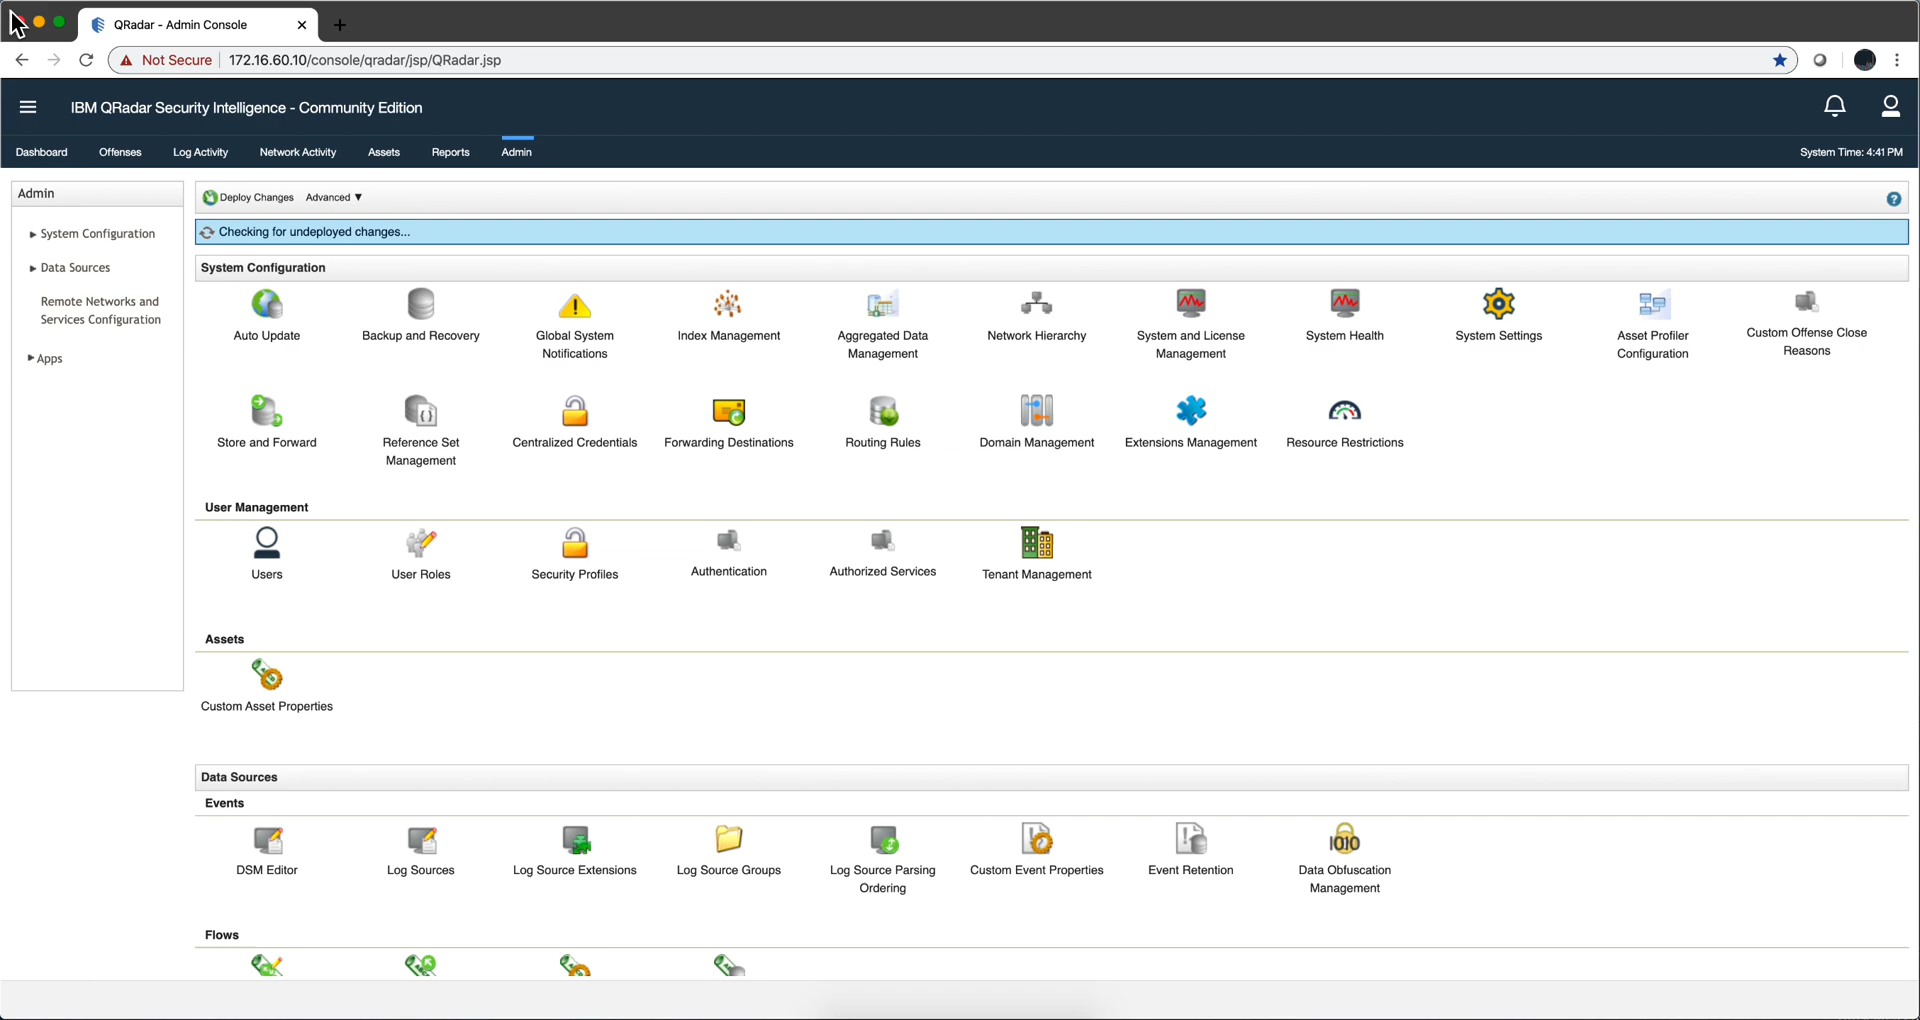 QRadar - Admin Console
Not Secure 172.16.60.10/console/qradar/jsp/QRadar.jsp
IBM QRadar Security Intelligence - Community Edition
Dashboard Offenses Log Activity Network Activity Assets Reports Admin System Time: 4:41 PM
Admin
System Configuration
Data Sources
Remote Networks and
Services Configuration
Apps
Deploy Changes Advanced ▼
Checking for undeployed changes...
System Configuration
Auto Update
Backup and Recovery
Global System
Notifications
Index Management
Aggregated Data
Management
Network Hierarchy
System and License
Management
System Health
System Settings
Asset Profiler
Configuration
Custom Offense Close
Reasons
Store and Forward
Reference Set
Management
Centralized Credentials
Forwarding Destinations
Routing Rules
Domain Management
Extensions Management
Resource Restrictions
User Management
Users
User Roles
Security Profiles
Authentication
Authorized Services
Tenant Management
Assets
Custom Asset Properties
Data Sources
Events
DSM Editor
Log Sources
Log Source Extensions
Log Source Groups
Log Source Parsing
Ordering
Custom Event Properties
Event Retention
1010
Data Obfuscation
Management
Flows